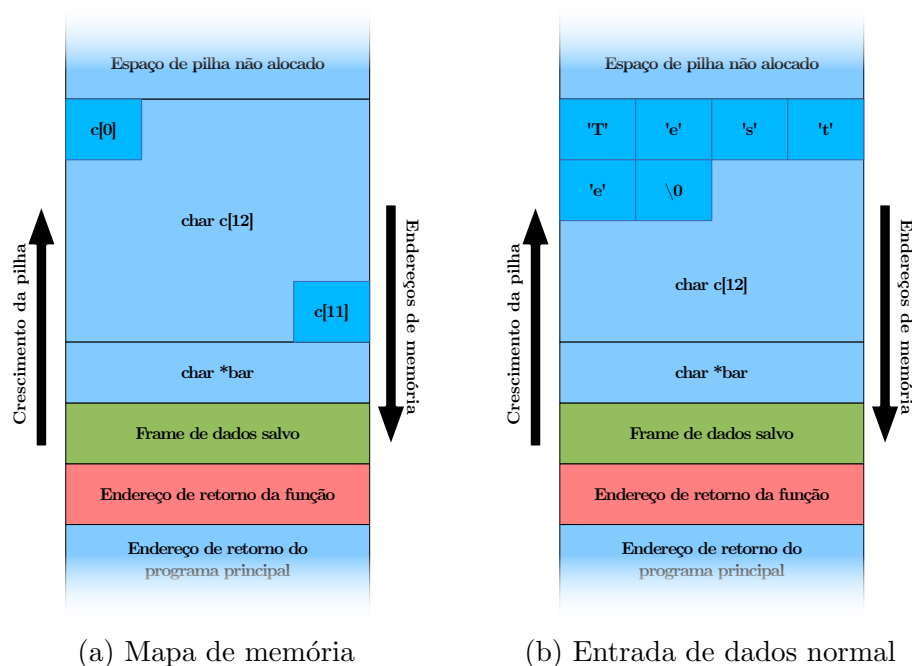 Espaço de pilha não alocado
c[0]
char c[12]
c[11]
char *bar
Frame de dados salvo
Endereço de retorno da função
Endereço de retorno do
programa principal
Crescimento da pilha
Endereços de memória
(a) Mapa de memória
Espaço de pilha não alocado
'T' 'e' 's' 't'
'e' \0
char c[12]
char *bar
Frame de dados salvo
Endereço de retorno da função
Endereço de retorno do
programa principal
Crescimento da pilha
Endereços de memória
(b) Entrada de dados normal